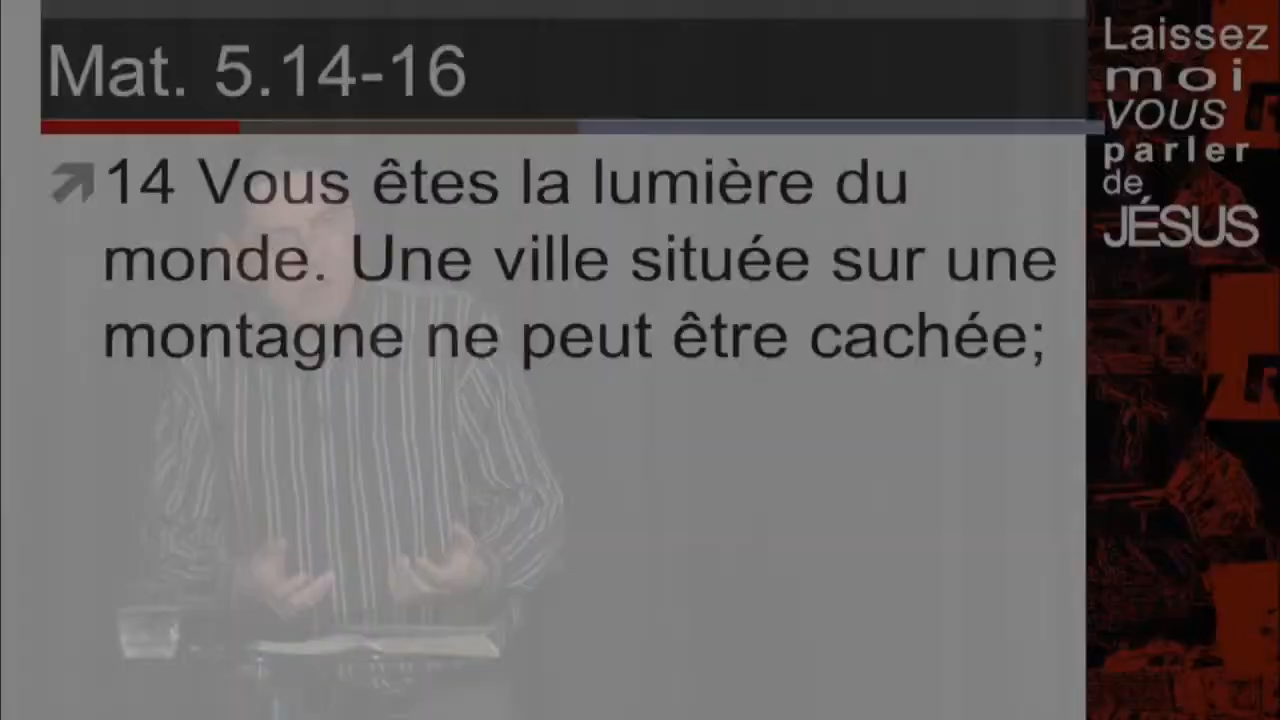 Mat. 5.14-16
14 Vous êtes la lumière du
monde. Une ville située sur une
montagne ne peut être cachée;
Laissez
moi
VOUS
parler
de
JÉSUS